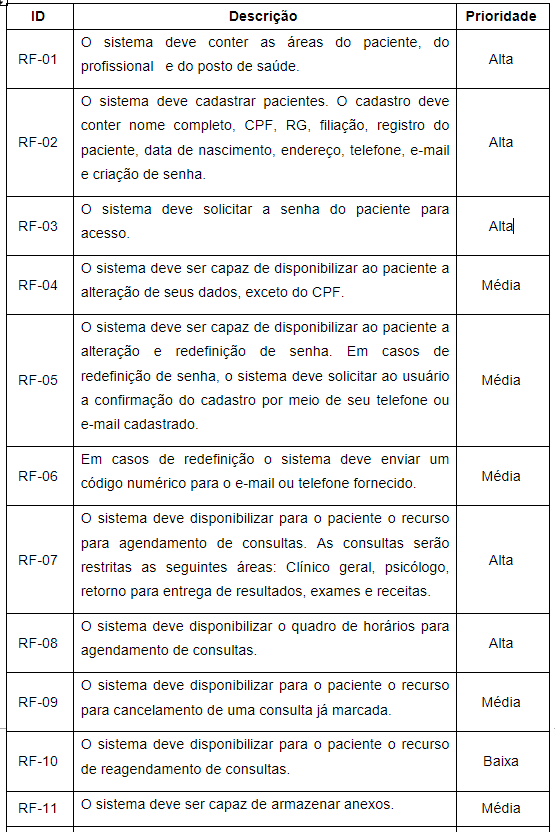 ID Descrição Prioridade
RF-01 O sistema deve conter as áreas do paciente, do
profissional e do posto de saúde. Alta
RF-02 O sistema deve cadastrar pacientes. O cadastro deve
conter nome completo, CPF, RG, filiação, registro do
paciente, data de nascimento, endereço, telefone, e-mail
e criação de senha. Alta
RF-03 O sistema deve solicitar a senha do paciente para
acesso. Alta
RF-04 O sistema deve ser capaz de disponibilizar ao paciente a
alteração de seus dados, exceto do CPF. Média
RF-05 O sistema deve ser capaz de disponibilizar ao paciente a
alteração e redefinição de senha. Em casos de
redefinição de senha, o sistema deve solicitar ao usuário
a confirmação do cadastro por meio de seu telefone ou
e-mail cadastrado. Média
RF-06 Em casos de redefinição o sistema deve enviar um
código numérico para o e-mail ou telefone fornecido. Média
RF-07 O sistema deve disponibilizar para o paciente o recurso
para agendamento de consultas. As consultas serão
restritas as seguintes áreas: Clínico geral, psicólogo,
retorno para entrega de resultados, exames e receitas. Alta
RF-08 O sistema deve disponibilizar o quadro de horários para
agendamento de consultas. Alta
RF-09 O sistema deve disponibilizar para o paciente o recurso
para cancelamento de uma consulta já marcada. Média
RF-10 O sistema deve disponibilizar para o paciente o recurso
de reagendamento de consultas. Baixa
RF-11 O sistema deve ser capaz de armazenar anexos. Média